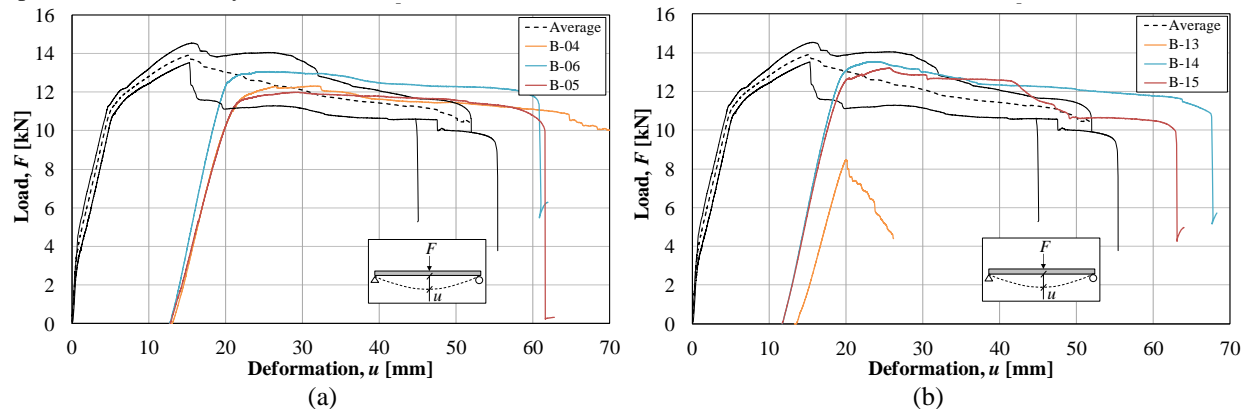 16
14
12
10
8
6
4
2
0
Load, F [kN]
0 10 20 30 40 50 60 70
Deformation, u [mm]
Average
B-04
B-06
B-05
F
u
(a)
16
14
12
10
8
6
4
2
0
Load, F [kN]
0 10 20 30 40 50 60 70
Deformation, u [mm]
Average
B-13
B-14
B-15
F
u
(b)